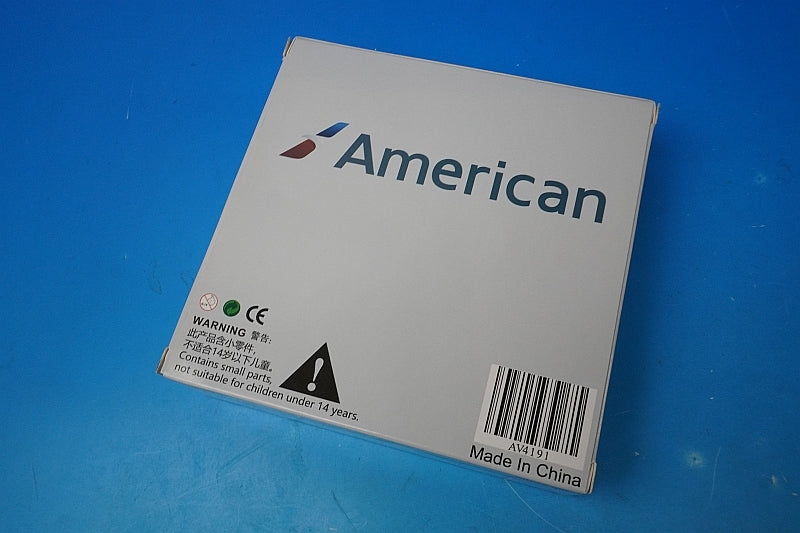 American
CE
WARNING 警告:
此产品含小零件,
不适合14岁以下儿童。
Contains small parts,
not suitable for children under 14 years.
!
AV4191
Made In China